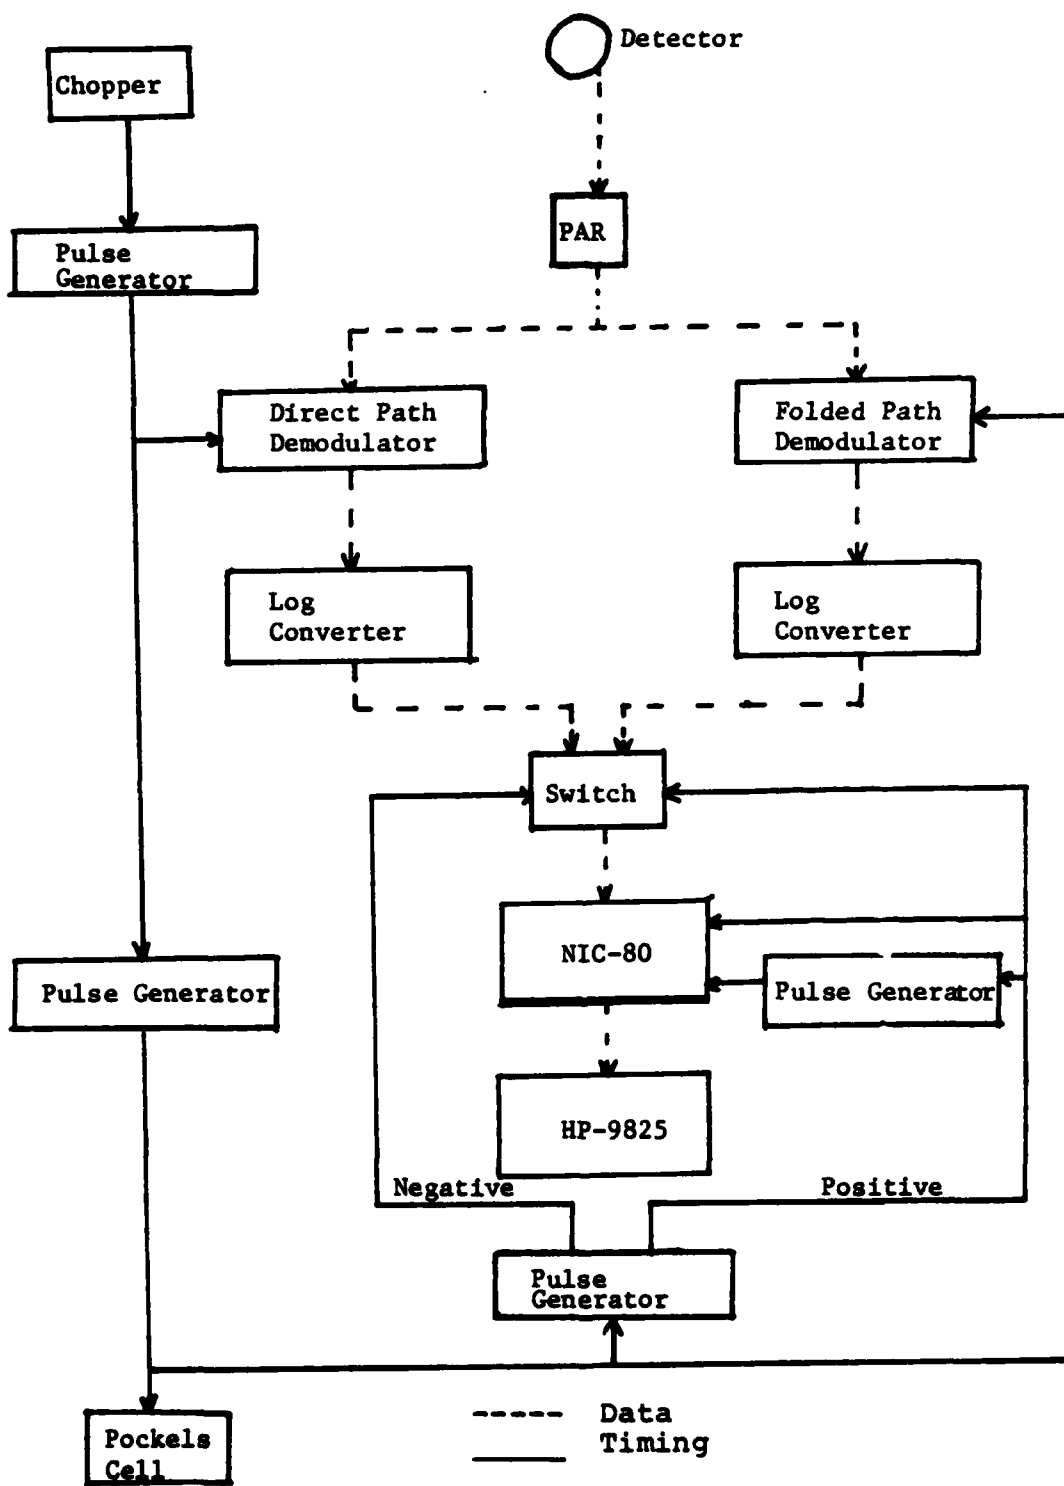 Detector
Chopper
PAR
Pulse
Generator
Direct Path
Demodulator
Folded Path
Demodulator
Log
Converter
Log
Converter
Switch
NIC-80
Pulse Generator
Pulse Generator
HP-9825
Negative
Positive
Pulse
Generator
Data
Timing
Pockels
Cell